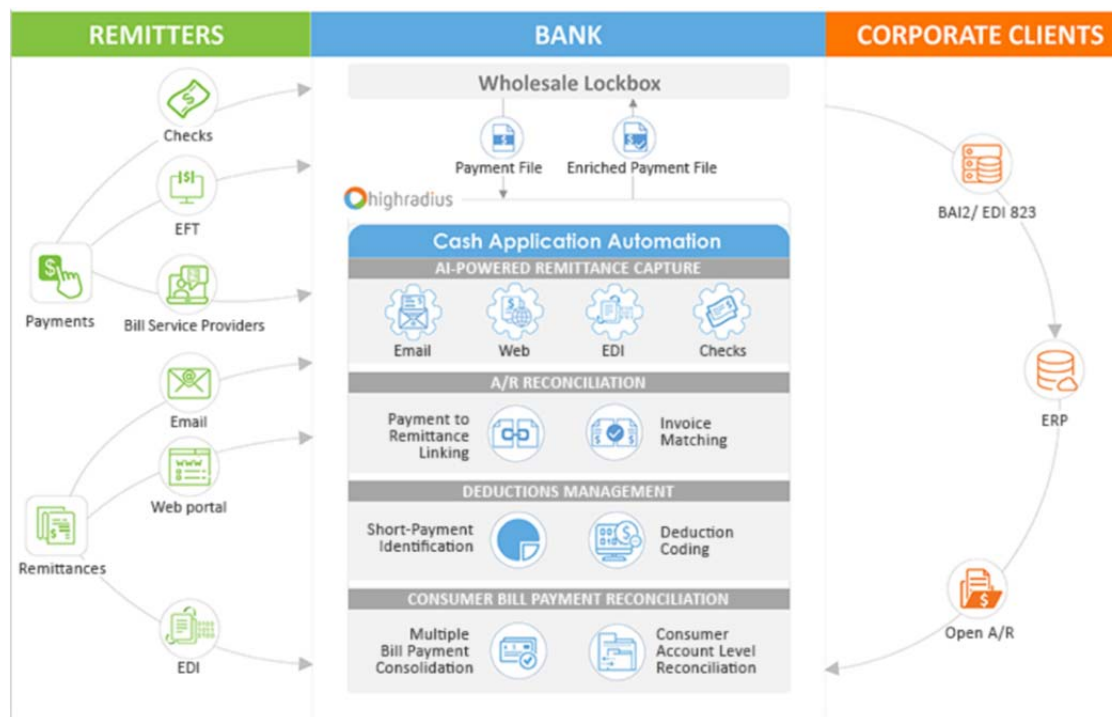 REMITTERS
BANK
CORPORATE CLIENTS
Checks
EFT
Payments
Bill Service Providers
Email
Web portal
Remittances
EDI
Wholesale Lockbox
Payment File
Enriched Payment File
highradius
Cash Application Automation
AI-POWERED REMITTANCE CAPTURE
Email
Web
EDI
Checks
A/R RECONCILIATION
Payment to
Remittance
Linking
Invoice
Matching
DEDUCTIONS MANAGEMENT
Short-Payment
Identification
Deduction
Coding
CONSUMER BILL PAYMENT RECONCILIATION
Multiple
Bill Payment
Consolidation
Consumer
Account Level
Reconciliation
BAI2/ EDI 823
ERP
Open A/R